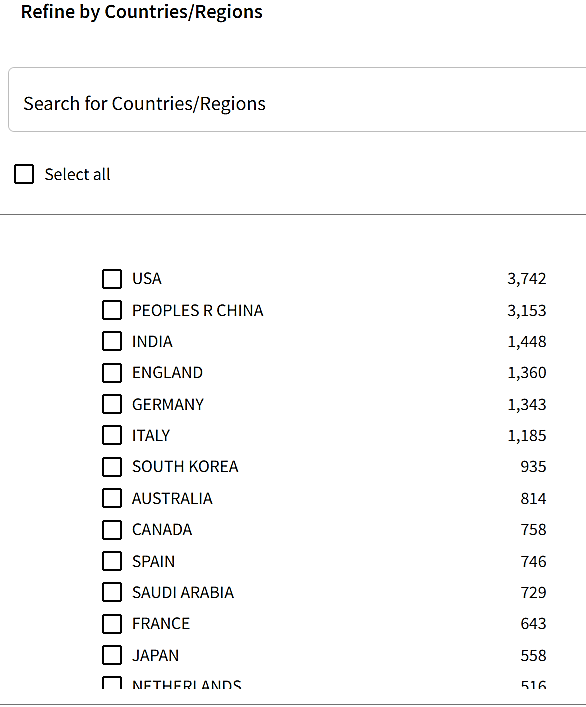 Refine by Countries/Regions
Search for Countries/Regions
Select all
USA 3,742
PEOPLES R CHINA 3,153
INDIA 1,448
ENGLAND 1,360
GERMANY 1,343
ITALY 1,185
SOUTH KOREA 935
AUSTRALIA 814
CANADA 758
SPAIN 746
SAUDI ARABIA 729
FRANCE 643
JAPAN 558
NETHERLANDS 516